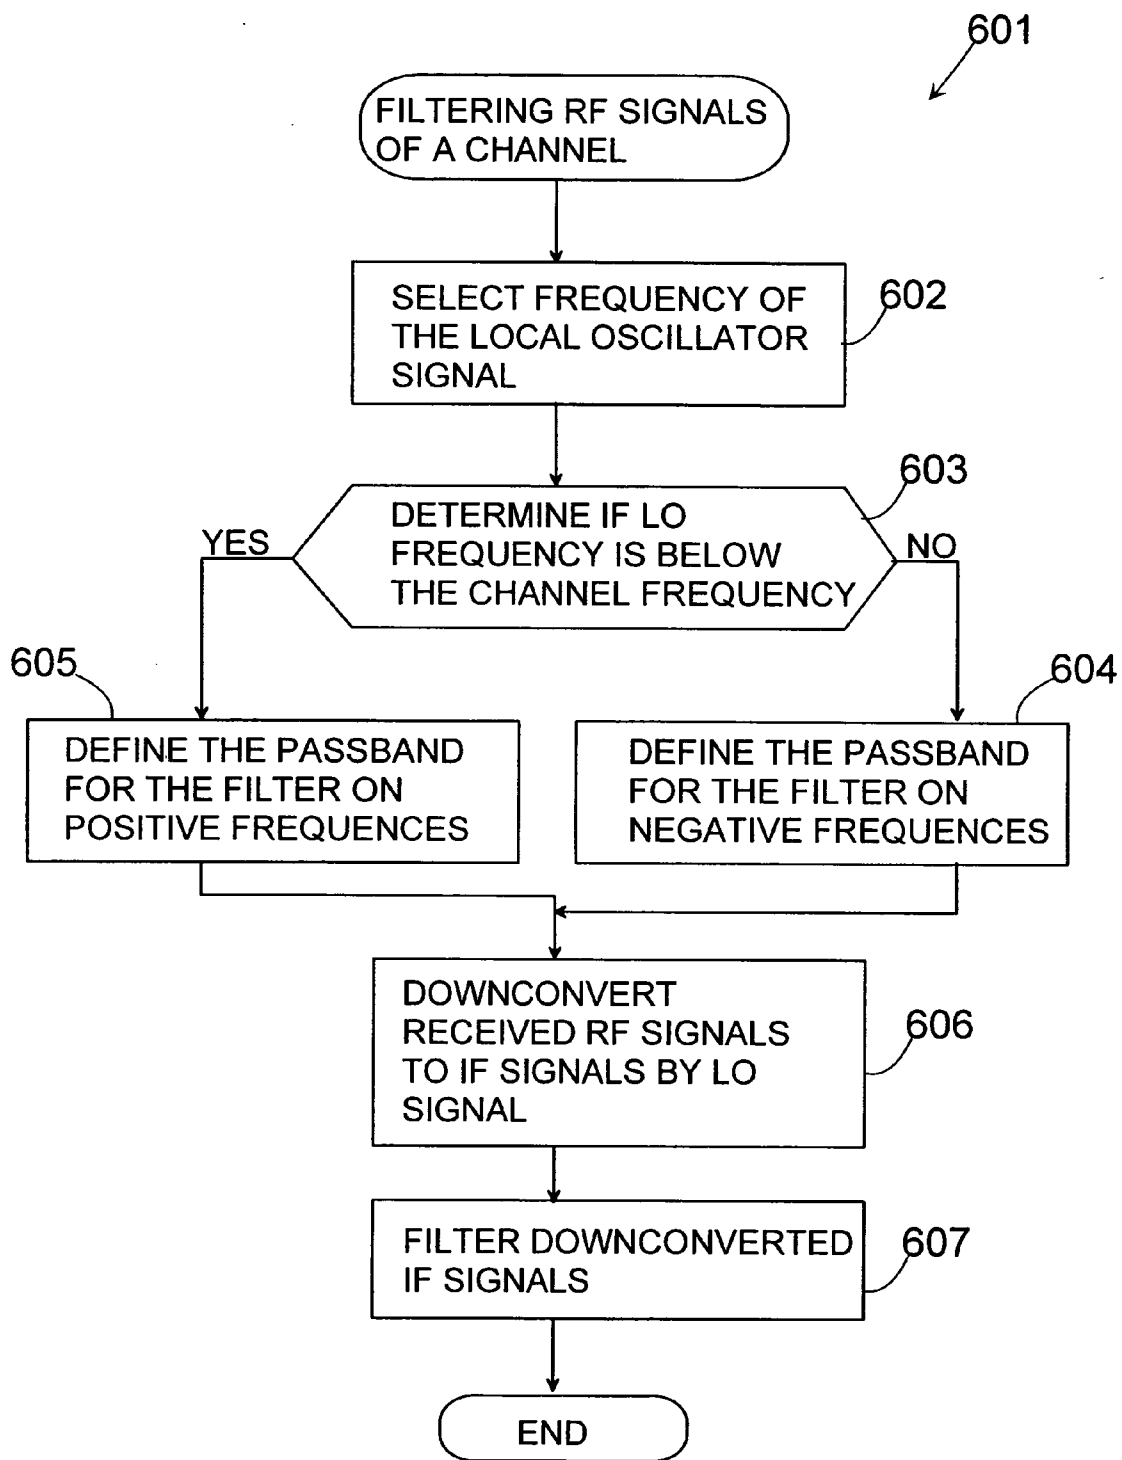 601
FILTERING RF SIGNALS
OF A CHANNEL
SELECT FREQUENCY OF
THE LOCAL OSCILLATOR
SIGNAL
602
603
DETERMINE IF LO
FREQUENCY IS BELOW
THE CHANNEL FREQUENCY
YES
NO
605
604
DEFINE THE PASSBAND
FOR THE FILTER ON
POSITIVE FREQUENCES
DEFINE THE PASSBAND
FOR THE FILTER ON
NEGATIVE FREQUENCES
DOWNCONVERT
RECEIVED RF SIGNALS
TO IF SIGNALS BY LO
SIGNAL
606
FILTER DOWNCONVERTED
IF SIGNALS
607
END